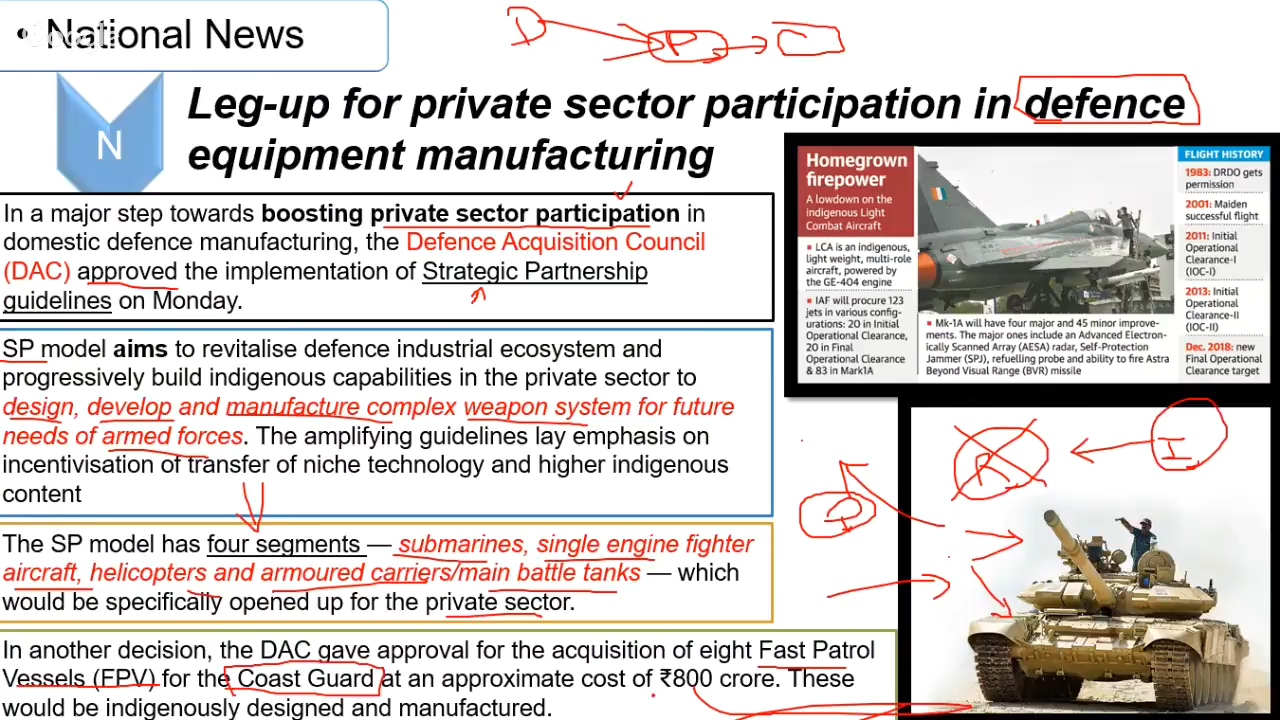 • National News
Google
D
P
N
Leg-up for private sector participation in defence
equipment manufacturing
In a major step towards boosting private sector participation in
domestic defence manufacturing, the Defence Acquisition Council
(DAC) approved the implementation of Strategic Partnership
guidelines on Monday.
SP model aims to revitalise defence industrial ecosystem and
progressively build indigenous capabilities in the private sector to
design, develop and manufacture complex weapon system for future
needs of armed forces. The amplifying guidelines lay emphasis on
incentivisation of transfer of niche technology and higher indigenous
content
The SP model has four segments — submarines, single engine fighter
aircraft, helicopters and armoured carriers/main battle tanks — which
would be specifically opened up for the private sector.
In another decision, the DAC gave approval for the acquisition of eight Fast Patrol
Vessels (FPV) for the Coast Guard at an approximate cost of ₹800 crore. These
would be indigenously designed and manufactured.
Homegrown
firepower
A lowdown on the
indigenous Light
Combat Aircraft
▪ LCA is an indigenous,
light weight, multi-role
aircraft, powered by
the GE-404 engine
▪ IAF will procure 123
jets in various config-
urations: 20 in Initial
Operational Clearance,
20 in Final
Operational Clearance
& 83 in Mark1A
▪ Mk-1A will have four major and 45 minor improve-
ments. The major ones include an Advanced Electron-
ically Scanned Array (AESA) radar, Self-Protection
Jammer (SPJ), refuelling probe and ability to fire Astra
Beyond Visual Range (BVR) missile
FLIGHT HISTORY
1983: DRDO gets
permission
2001: Maiden
successful flight
2011: Initial
Operational
Clearance-I
(IOC-I)
2013: Initial
Operational
Clearance-II
(IOC-II)
Dec. 2018: new
Final Operational
Clearance target
R
I
I